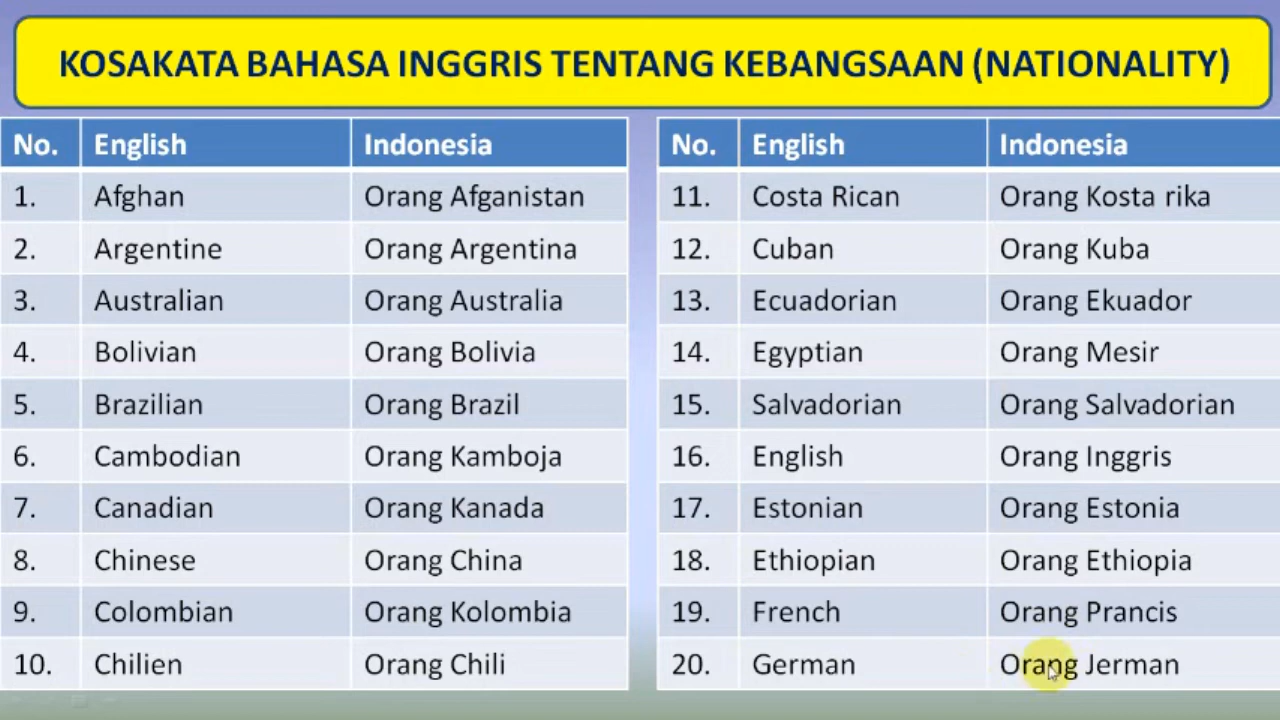 KOSAKATA BAHASA INGGRIS TENTANG KEBANGSAAN (NATIONALITY)
No. English Indonesia
1. Afghan Orang Afganistan
2. Argentine Orang Argentina
3. Australian Orang Australia
4. Bolivian Orang Bolivia
5. Brazilian Orang Brazil
6. Cambodian Orang Kamboja
7. Canadian Orang Kanada
8. Chinese Orang China
9. Colombian Orang Kolombia
10. Chilien Orang Chili
No. English Indonesia
11. Costa Rican Orang Kosta rika
12. Cuban Orang Kuba
13. Ecuadorian Orang Ekuador
14. Egyptian Orang Mesir
15. Salvadorian Orang Salvadorian
16. English Orang Inggris
17. Estonian Orang Estonia
18. Ethiopian Orang Ethiopia
19. French Orang Prancis
20. German Orang Jerman